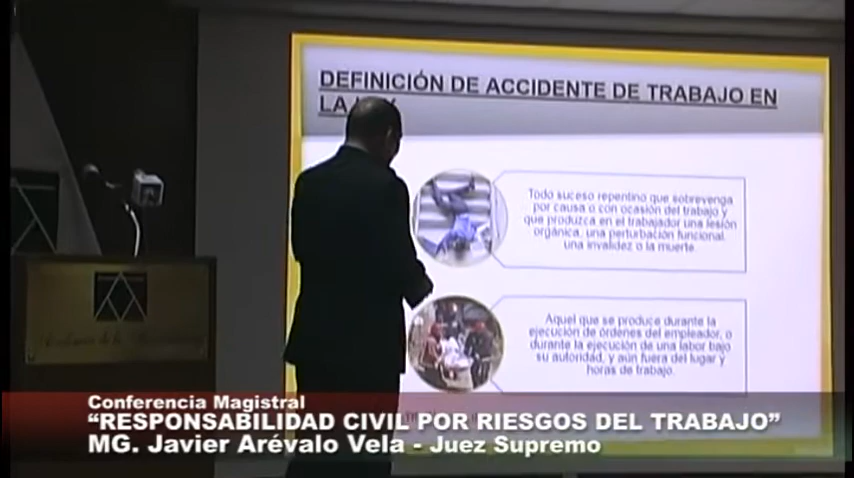 DEFINICIÓN DE ACCIDENTE DE TRABAJO EN
Todo suceso repentino que sobrevenga
por causa o con ocasión del trabajo y
que produzca en el trabajador una lesión
orgánica, una perturbación funcional,
una invalidez o la muerte.
Aquel que se produce durante la
ejecución de órdenes del empleador, o
durante la ejecución de una labor bajo
su autoridad, y aún fuera del lugar y
horas de trabajo.
Conferencia Magistral
“RESPONSABILIDAD CIVIL POR RIESGOS DEL TRABAJO”
MG. Javier Arévalo Vela - Juez Supremo